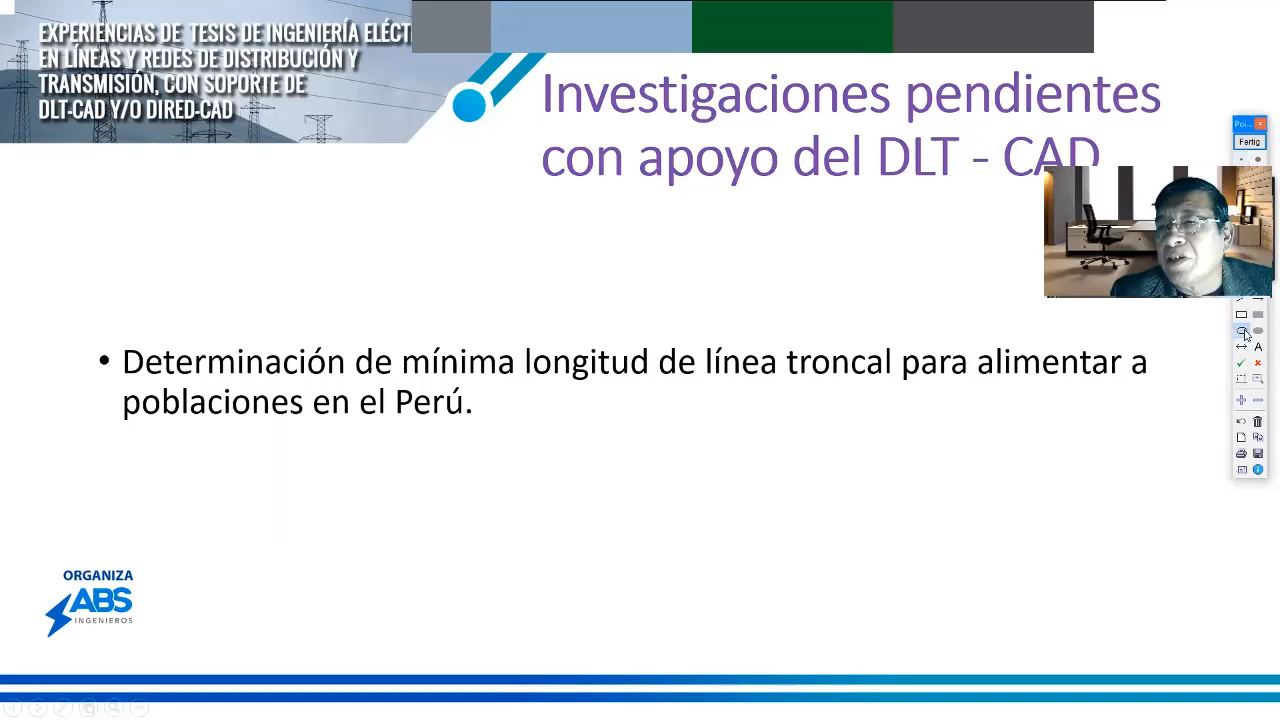 EXPERIENCIAS DE TESIS DE INGENIERÍA ELÉCT
EN LÍNEAS Y REDES DE DISTRIBUCIÓN Y
TRANSMISIÓN, CON SOPORTE DE
DLT-CAD Y/O DIRED-CAD
Investigaciones pendientes
con apoyo del DLT - CAD
Poi...
Fertig
A
• Determinación de mínima longitud de línea troncal para alimentar a
poblaciones en el Perú.
ORGANIZA
ABS
INGENIEROS